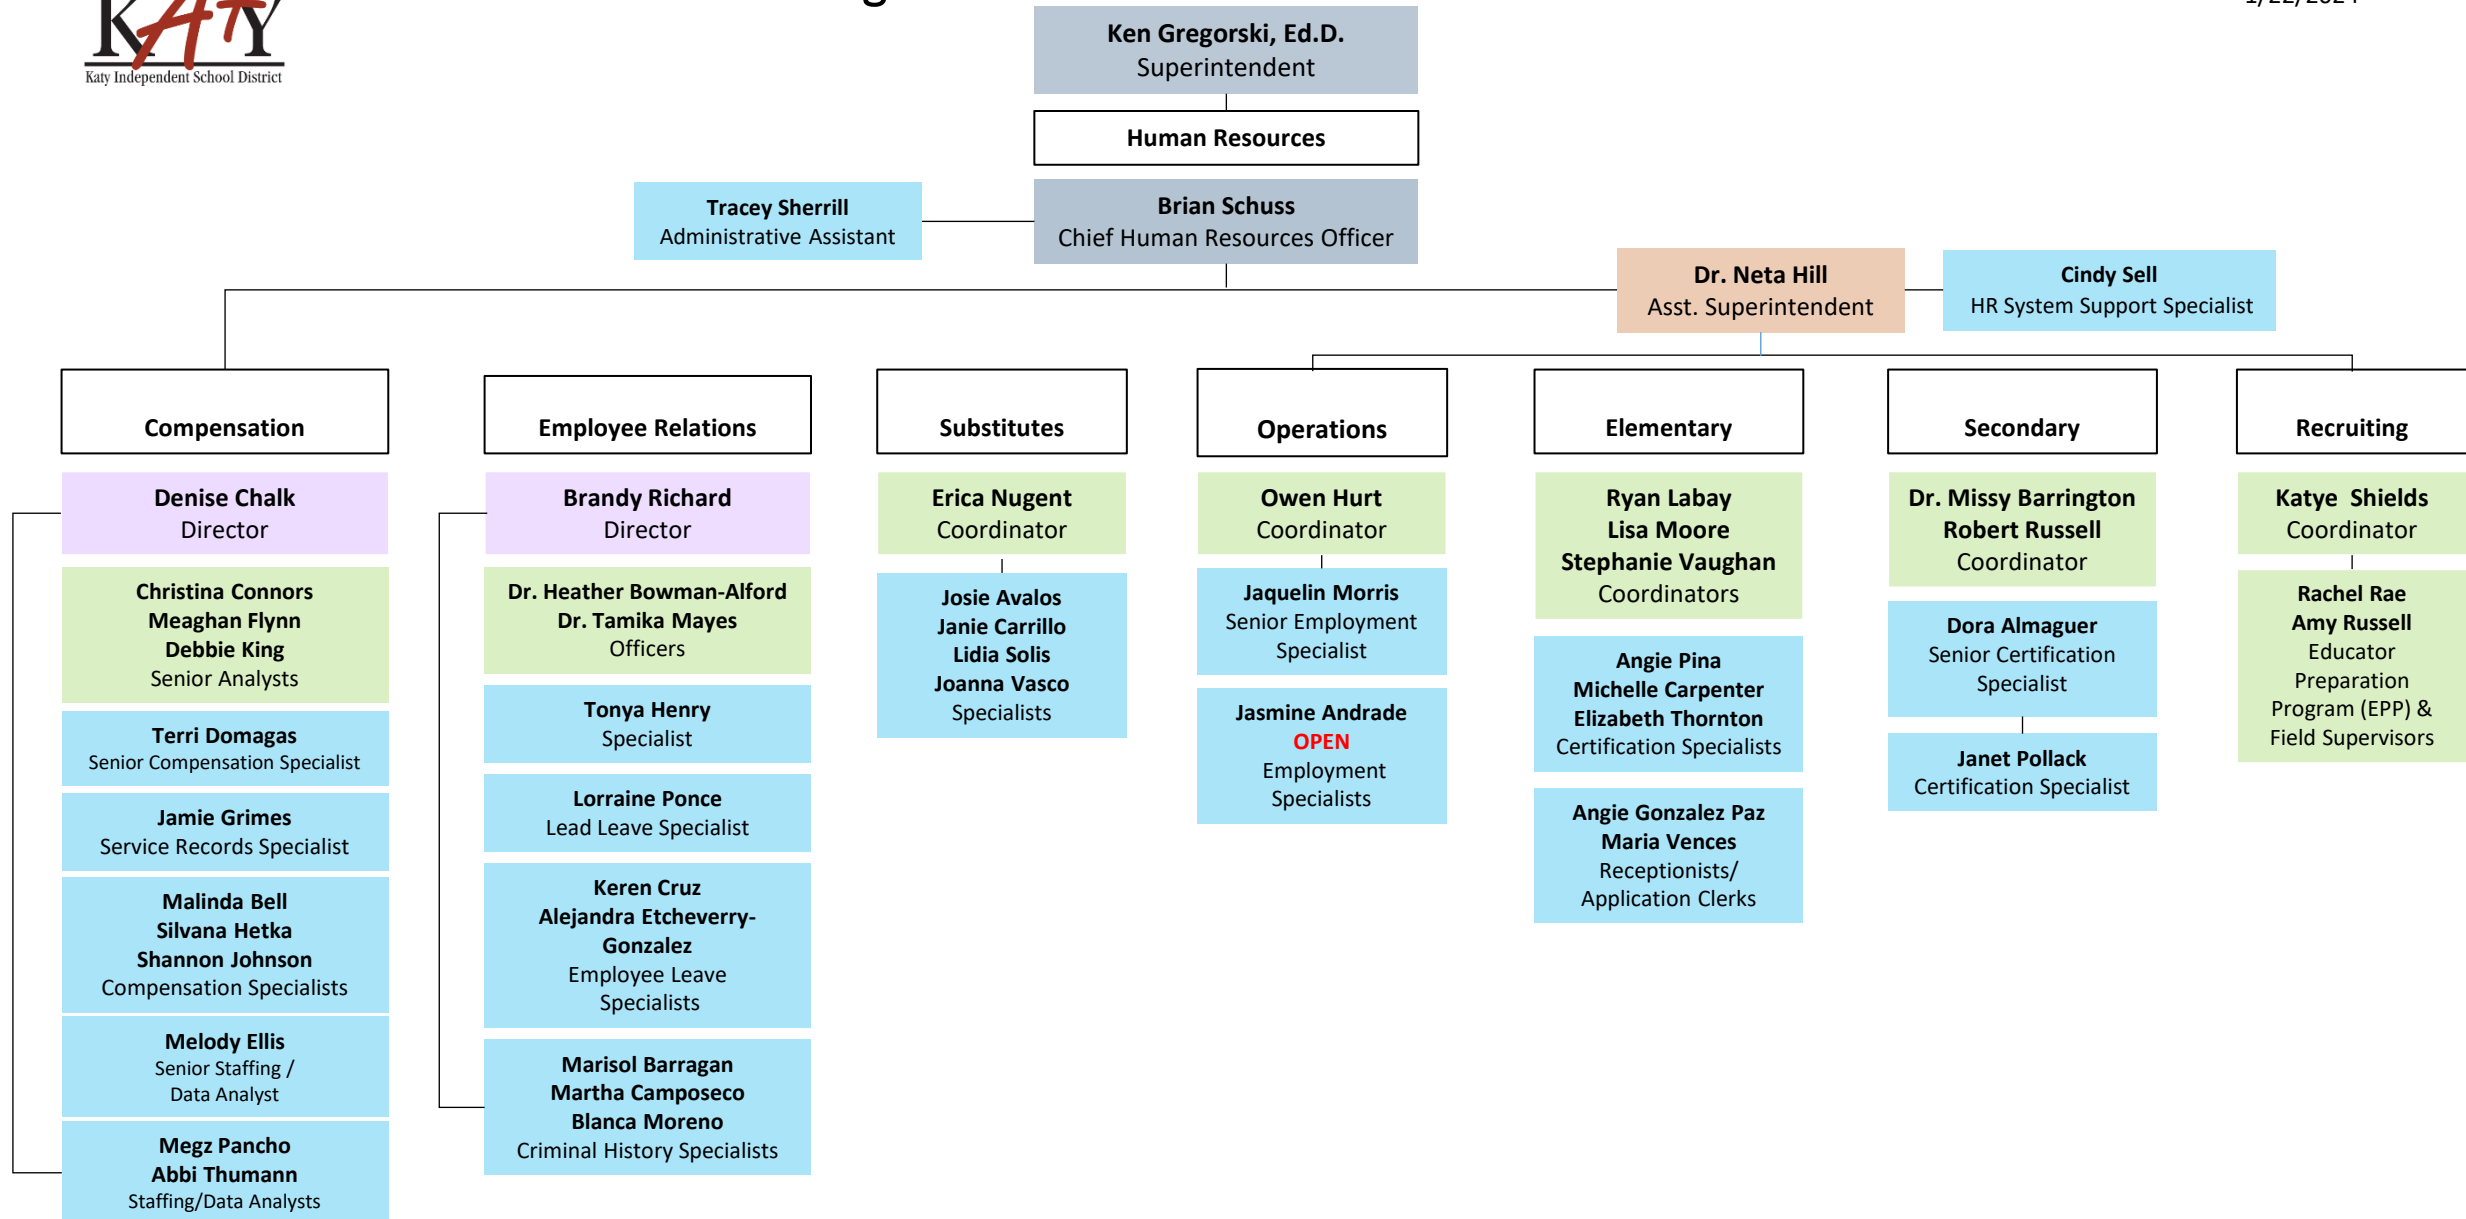 KATY
Katy Independent School District
Ken Gregorski, Ed.D.
Superintendent
Human Resources
Tracey Sherrill
Administrative Assistant
Brian Schuss
Chief Human Resources Officer
Dr. Neta Hill
Asst. Superintendent
Cindy Sell
HR System Support Specialist
Compensation
Denise Chalk
Director
Christina Connors
Meaghan Flynn
Debbie King
Senior Analysts
Terri Domagas
Senior Compensation Specialist
Jamie Grimes
Service Records Specialist
Malinda Bell
Silvana Hetka
Shannon Johnson
Compensation Specialists
Melody Ellis
Senior Staffing /
Data Analyst
Megz Pancho
Abbi Thumann
Staffing/Data Analysts
Employee Relations
Brandy Richard
Director
Dr. Heather Bowman-Alford
Dr. Tamika Mayes
Officers
Tonya Henry
Specialist
Lorraine Ponce
Lead Leave Specialist
Keren Cruz
Alejandra Etcheverry-
Gonzalez
Employee Leave
Specialists
Marisol Barragan
Martha Camposeco
Blanca Moreno
Criminal History Specialists
Substitutes
Erica Nugent
Coordinator
Josie Avalos
Janie Carrillo
Lidia Solis
Joanna Vasco
Specialists
Operations
Owen Hurt
Coordinator
Jaquelin Morris
Senior Employment
Specialist
Jasmine Andrade
OPEN
Employment
Specialists
Elementary
Ryan Labay
Lisa Moore
Stephanie Vaughan
Coordinators
Angie Pina
Michelle Carpenter
Elizabeth Thornton
Certification Specialists
Angie Gonzalez Paz
Maria Vences
Receptionists/
Application Clerks
Secondary
Dr. Missy Barrington
Robert Russell
Coordinator
Dora Almaguer
Senior Certification
Specialist
Janet Pollack
Certification Specialist
Recruiting
Katye  Shields
Coordinator
Rachel Rae
Amy Russell
Educator
Preparation
Program (EPP) &
Field Supervisors